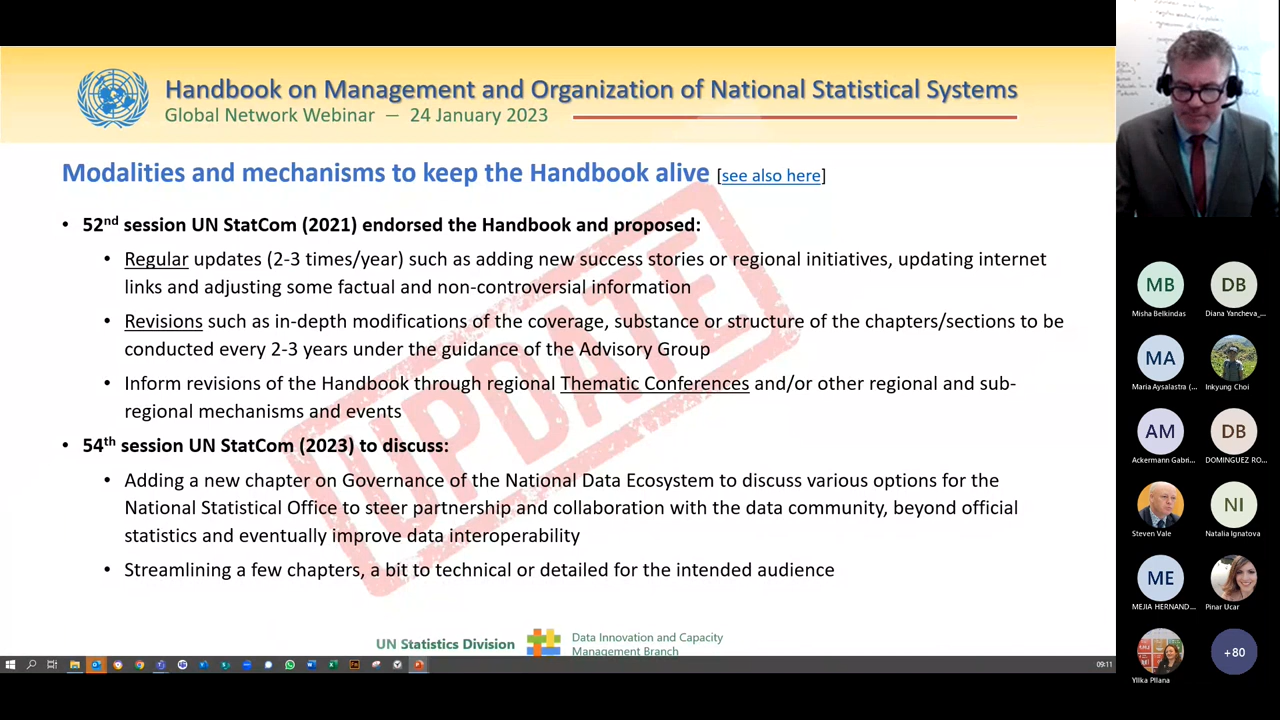 Handbook on Management and Organization of National Statistical Systems
Global Network Webinar — 24 January 2023
Modalities and mechanisms to keep the Handbook alive [see also here]
• 52nd session UN StatCom (2021) endorsed the Handbook and proposed:
• Regular updates (2-3 times/year) such as adding new success stories or regional initiatives, updating internet
links and adjusting some factual and non-controversial information
• Revisions such as in-depth modifications of the coverage, substance or structure of the chapters/sections to be
conducted every 2-3 years under the guidance of the Advisory Group
• Inform revisions of the Handbook through regional Thematic Conferences and/or other regional and sub-
regional mechanisms and events
• 54th session UN StatCom (2023) to discuss:
• Adding a new chapter on Governance of the National Data Ecosystem to discuss various options for the
National Statistical Office to steer partnership and collaboration with the data community, beyond official
statistics and eventually improve data interoperability
• Streamlining a few chapters, a bit to technical or detailed for the intended audience
UPDATE
UN Statistics Division
Data Innovation and Capacity
Management Branch
09:11
MB
Misha Belkindas
DB
Diana Yancheva_...
MA
Maria Aysalastra (...
Inkyung Choi
AM
Ackermann Gabri...
DB
DOMINGUEZ RO...
Steven Vale
NI
Natalia Ignatova
ME
MEJIA HERNAND...
Pinar Ucar
Yllka Pllana
+80